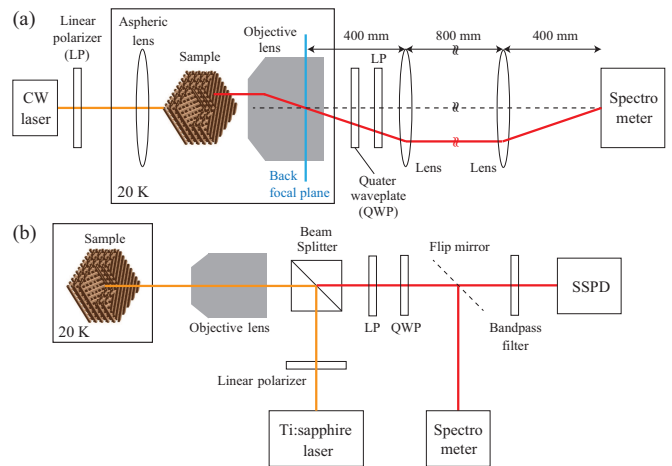 (a)
Linear
polarizer
(LP)
Aspheric
lens
Sample
Objective
lens
400 mm
800 mm
400 mm
LP
CW
laser
Spectro
meter
20 K
Back
focal plane
Quater
waveplate
(QWP)
Lens
Lens
(b)
Sample
20 K
Objective lens
Beam
Splitter
LP
QWP
Flip mirror
SSPD
Bandpass
filter
Linear polarizer
Ti:sapphire
laser
Spectro
meter